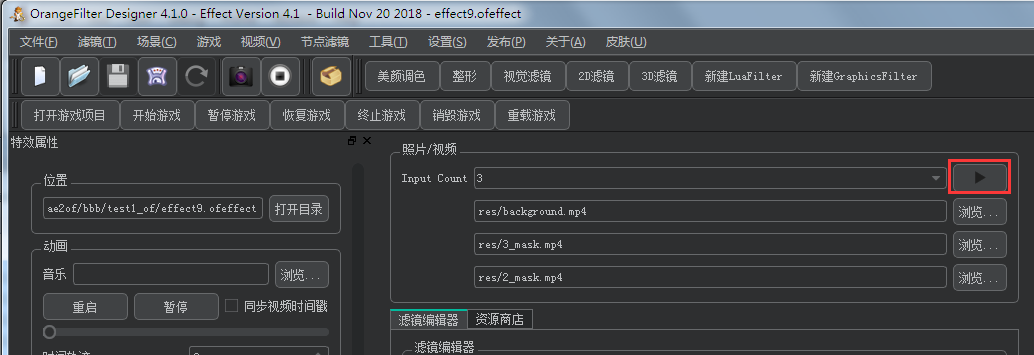 OrangeFilter Designer 4.1.0 - Effect Version 4.1 - Build Nov 20 2018 - effect9.ofeffect
文件(F) 滤镜(T) 场景(C) 游戏 视频(V) 节点滤镜 工具(T) 设置(S) 发布(P) 关于(A) 皮肤(U)
美颜调色 整形 视觉滤镜 2D滤镜 3D滤镜 新建LuaFilter 新建GraphicsFilter
打开游戏项目 开始游戏 暂停游戏 恢复游戏 终止游戏 销毁游戏 重载游戏
特效属性
位置
ae2of/bbb/test1_of/effect9.ofeffect 打开目录
动画
音乐 浏览...
重启 暂停 同步视频时间戳
照片/视频
Input Count 3
res/background.mp4 浏览...
res/3_mask.mp4 浏览...
res/2_mask.mp4 浏览...
滤镜编辑器 资源商店
滤镜编辑器